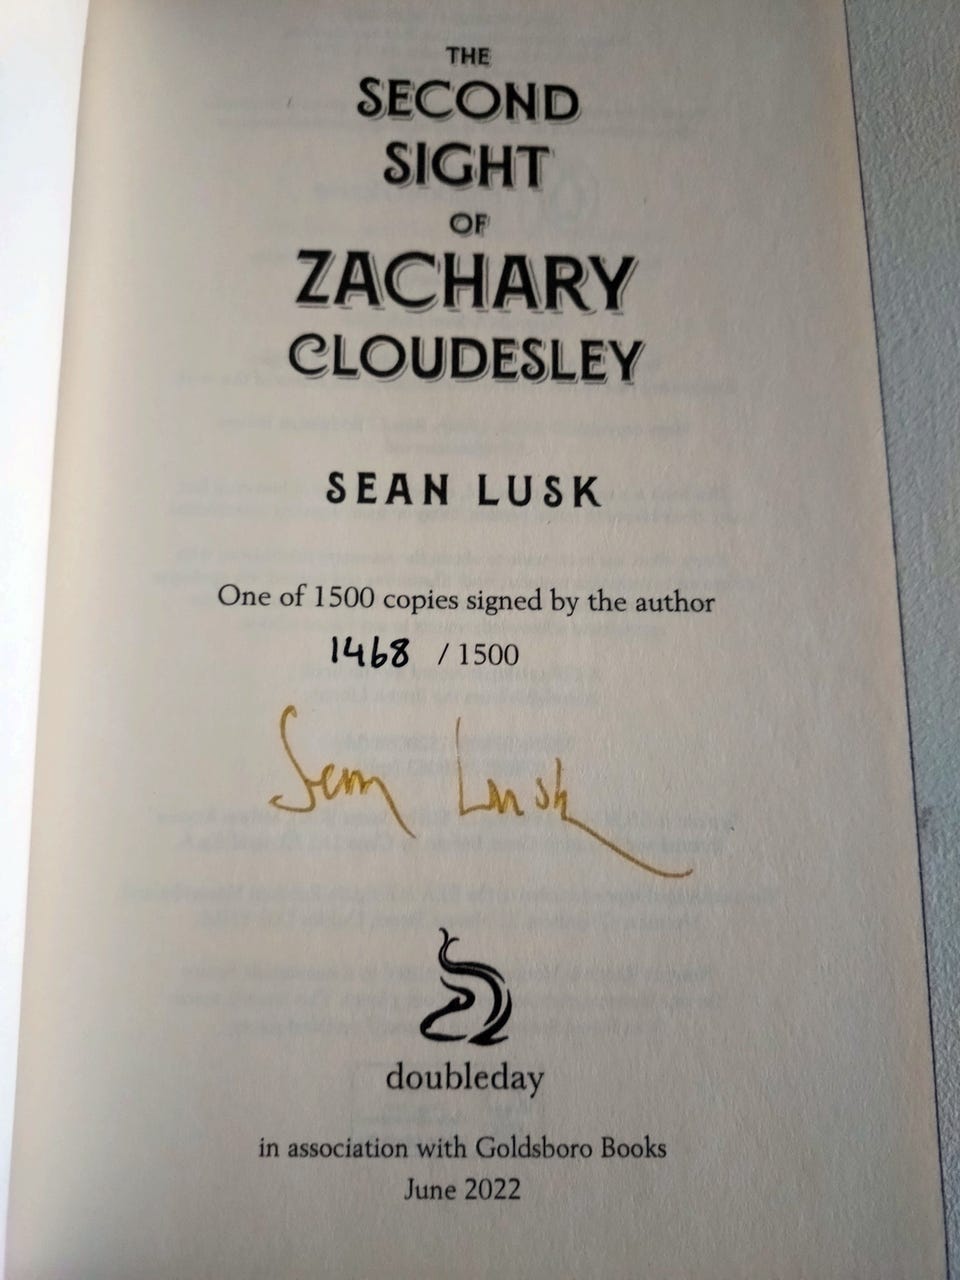 THE
SECOND
SIGHT
OF
ZACHARY
CLOUDESLEY
SEAN LUSK
One of 1500 copies signed by the author
1468 / 1500
Sean Lusk
doubleday
in association with Goldsboro Books
June 2022